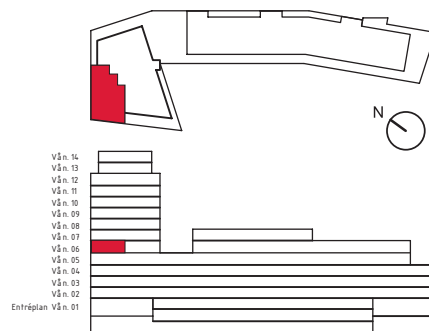 N
Vån. 14
Vån. 13
Vån. 12
Vån. 11
Vån. 10
Vån. 09
Vån. 08
Vån. 07
Vån. 06
Vån. 05
Vån. 04
Vån. 03
Vån. 02
Entréplan Vån. 01